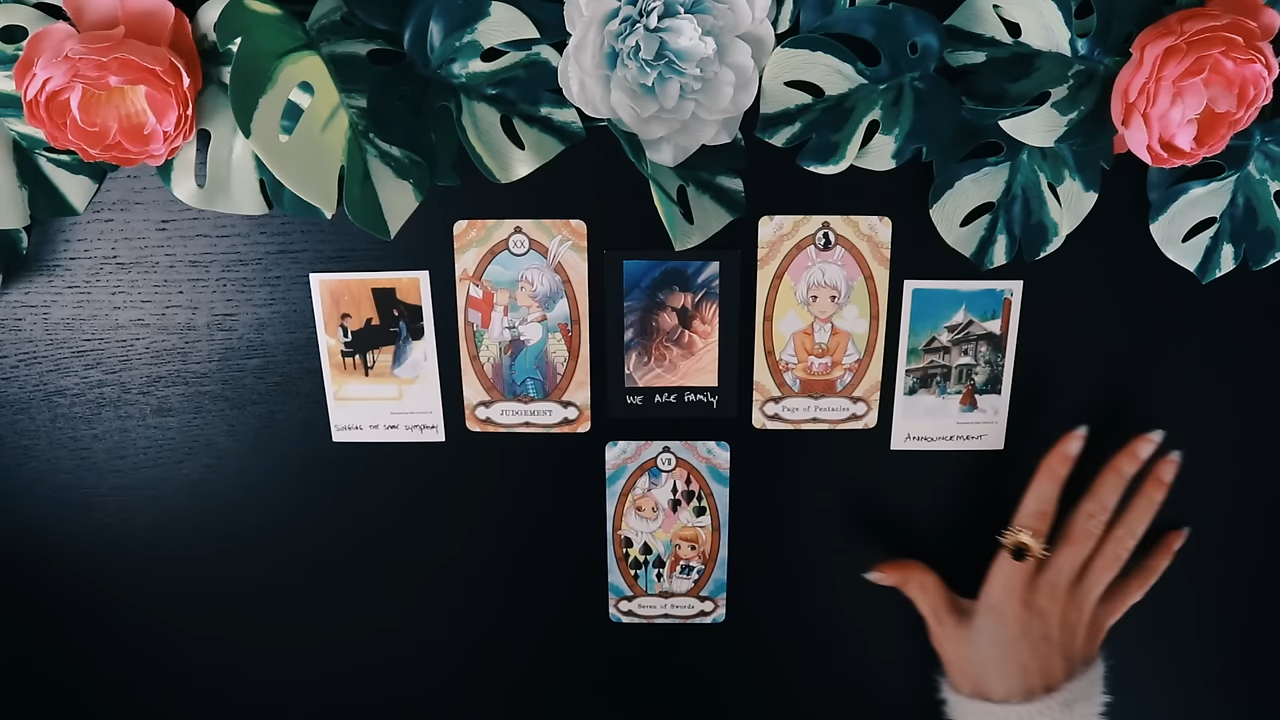 XX
JUDGEMENT
SINGING THE SAME Symphony
WE ARE FAMILY
Page of Pentacles
ANNOUNCEMENT
VII
Seven of Swords